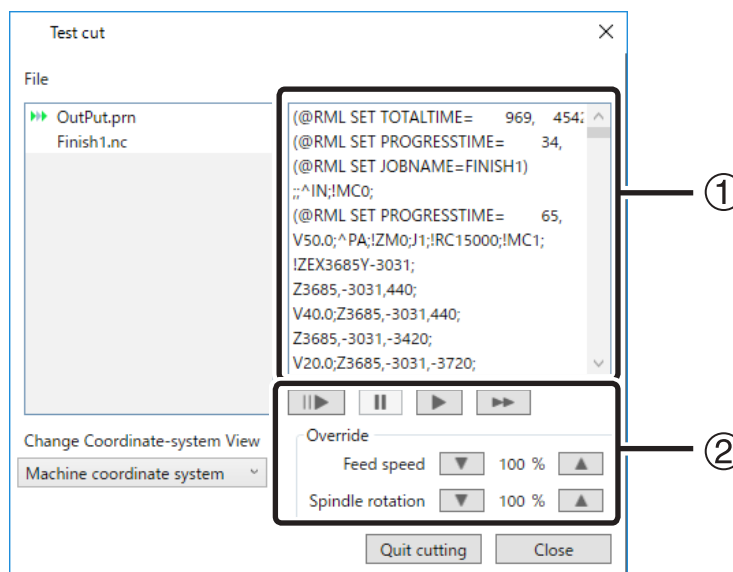 Test cut
File
OutPut.prn
Finish1.nc
(@RML SET TOTALTIME= 969, 4542
(@RML SET PROGRESSTIME= 34,
(@RML SET JOBNAME=FINISH1)
;;^IN;!MC0;
(@RML SET PROGRESSTIME= 65,
V50.0;^PA;!ZM0;J1;!RC15000;!MC1;
!ZEX3685Y-3031;
Z3685,-3031,440;
V40.0;Z3685,-3031,440;
Z3685,-3031,-3420;
V20.0;Z3685,-3031,-3720;
①
Change Coordinate-system View
Machine coordinate system
Override
Feed speed 100 %
Spindle rotation 100 %
②
Quit cutting Close